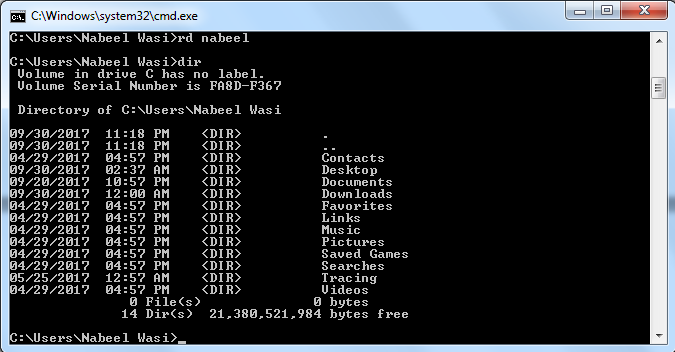 C:\Windows\system32\cmd.exe
C:\Users\Nabeel Wasi>rd nabeel
C:\Users\Nabeel Wasi>dir
 Volume in drive C has no label.
 Volume Serial Number is FA8D-F367
 Directory of C:\Users\Nabeel Wasi
09/30/2017  11:18 PM    <DIR>          .
09/30/2017  11:18 PM    <DIR>          ..
04/29/2017  04:57 PM    <DIR>          Contacts
09/30/2017  02:37 AM    <DIR>          Desktop
09/20/2017  10:57 PM    <DIR>          Documents
09/30/2017  12:00 AM    <DIR>          Downloads
04/29/2017  04:57 PM    <DIR>          Favorites
04/29/2017  04:57 PM    <DIR>          Links
04/29/2017  04:57 PM    <DIR>          Music
04/29/2017  04:57 PM    <DIR>          Pictures
04/29/2017  04:57 PM    <DIR>          Saved Games
04/29/2017  04:57 PM    <DIR>          Searches
05/25/2017  12:57 AM    <DIR>          Tracing
04/29/2017  04:57 PM    <DIR>          Videos
               0 File(s)              0 bytes
              14 Dir(s)  21,380,521,984 bytes free
C:\Users\Nabeel Wasi>_